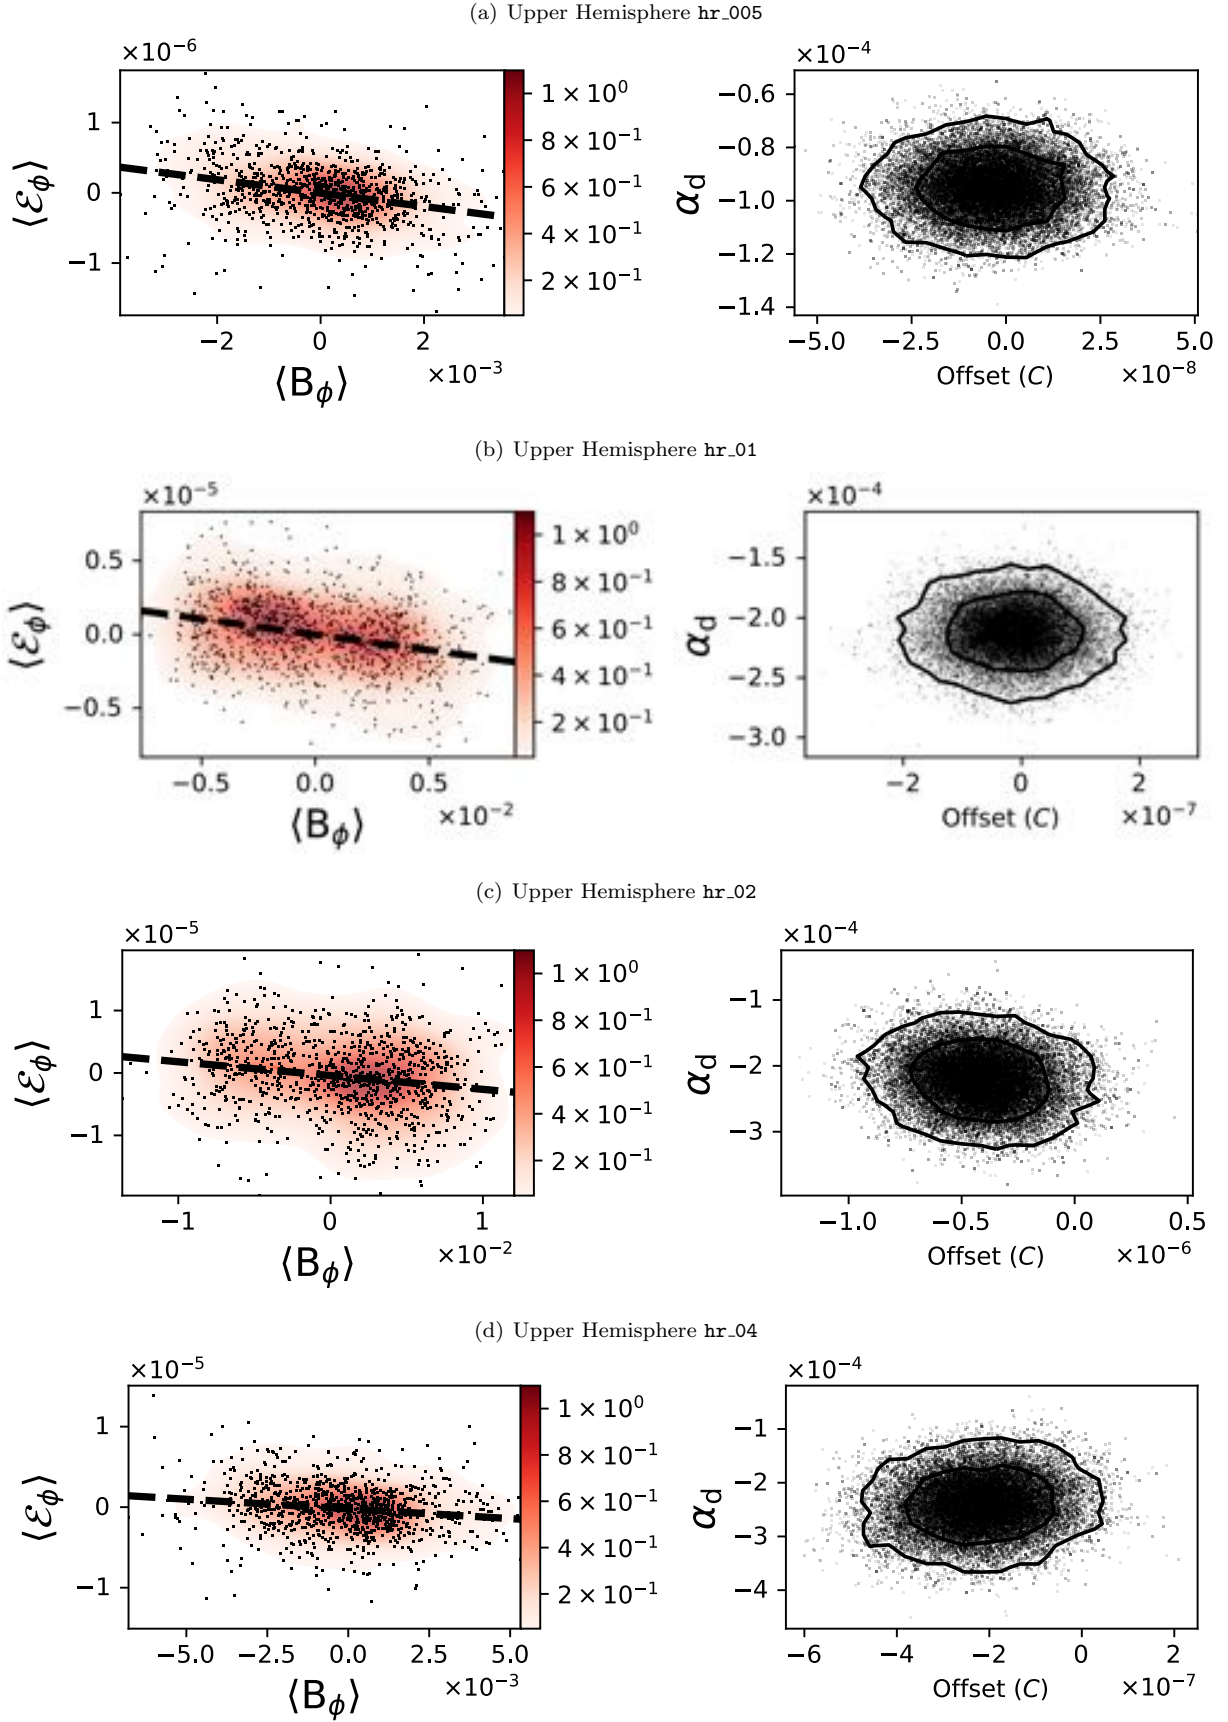 (a) Upper Hemisphere hr_005
×10⁻⁶
1
0
−1
⟨ℰ_ϕ⟩
−2 0 2
×10⁻³
⟨B_ϕ⟩
1 × 10⁰
8 × 10⁻¹
6 × 10⁻¹
4 × 10⁻¹
2 × 10⁻¹
×10⁻⁴
−0.6
−0.8
−1.0
−1.2
−1.4
α_d
−5.0 −2.5 0.0 2.5 5.0
Offset (C) ×10⁻⁸
(b) Upper Hemisphere hr_01
×10⁻⁵
0.5
0.0
−0.5
⟨ℰ_ϕ⟩
−0.5 0.0 0.5
×10⁻²
⟨B_ϕ⟩
1 × 10⁰
8 × 10⁻¹
6 × 10⁻¹
4 × 10⁻¹
2 × 10⁻¹
×10⁻⁴
−1.5
−2.0
−2.5
−3.0
α_d
−2 0 2
Offset (C) ×10⁻⁷
(c) Upper Hemisphere hr_02
×10⁻⁵
1
0
−1
⟨ℰ_ϕ⟩
−1 0 1
×10⁻²
⟨B_ϕ⟩
1 × 10⁰
8 × 10⁻¹
6 × 10⁻¹
4 × 10⁻¹
2 × 10⁻¹
×10⁻⁴
−1
−2
−3
α_d
−1.0 −0.5 0.0 0.5
Offset (C) ×10⁻⁶
(d) Upper Hemisphere hr_04
×10⁻⁵
1
0
−1
⟨ℰ_ϕ⟩
−5.0 −2.5 0.0 2.5 5.0
×10⁻³
⟨B_ϕ⟩
1 × 10⁰
8 × 10⁻¹
6 × 10⁻¹
4 × 10⁻¹
2 × 10⁻¹
×10⁻⁴
−1
−2
−3
−4
α_d
−6 −4 −2 0 2
Offset (C) ×10⁻⁷